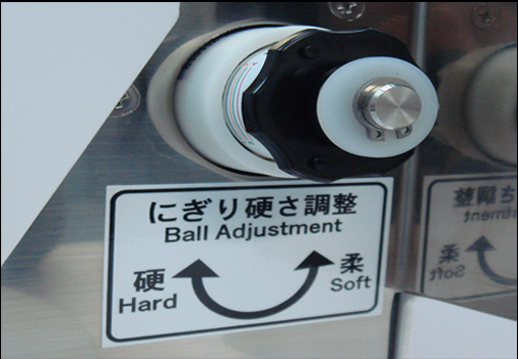 にぎり硬さ調整
Ball Adjustment
硬
Hard
柔
Soft